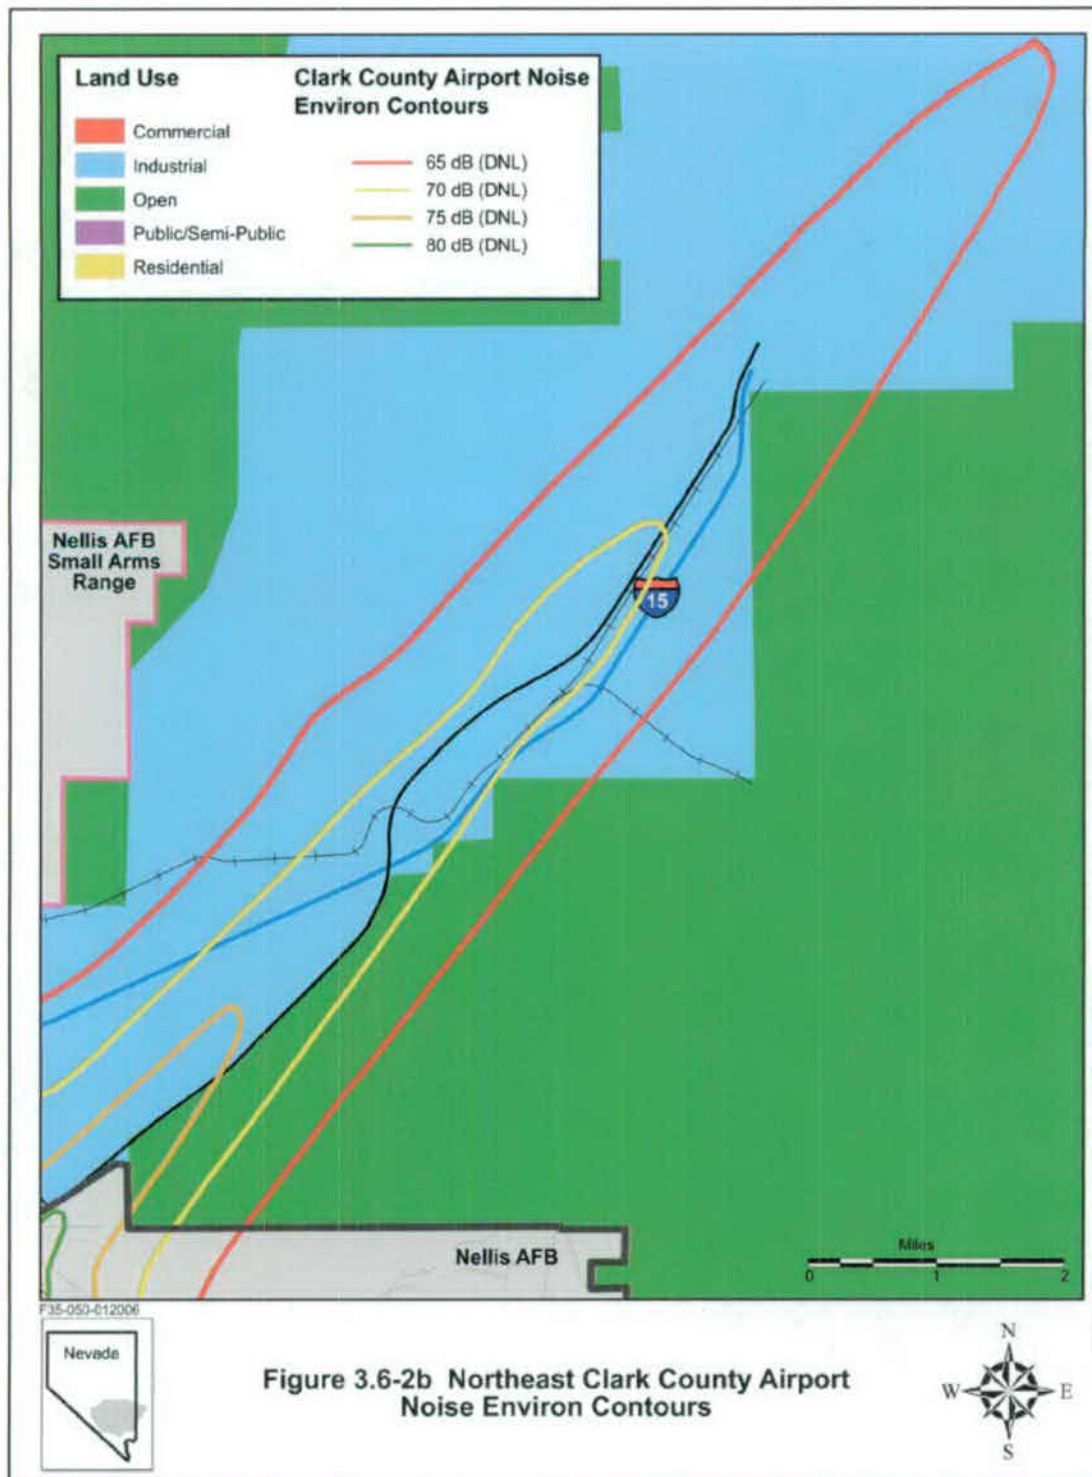 Land Use
Commercial
Industrial
Open
Public/Semi-Public
Residential
Clark County Airport Noise
Environ Contours
65 dB (DNL)
70 dB (DNL)
75 dB (DNL)
80 dB (DNL)
Nellis AFB
Small Arms
Range
15
Nellis AFB
Miles
0 1 2
F35-050-012006
Nevada
Figure 3.6-2b Northeast Clark County Airport
Noise Environ Contours
N
W E
S